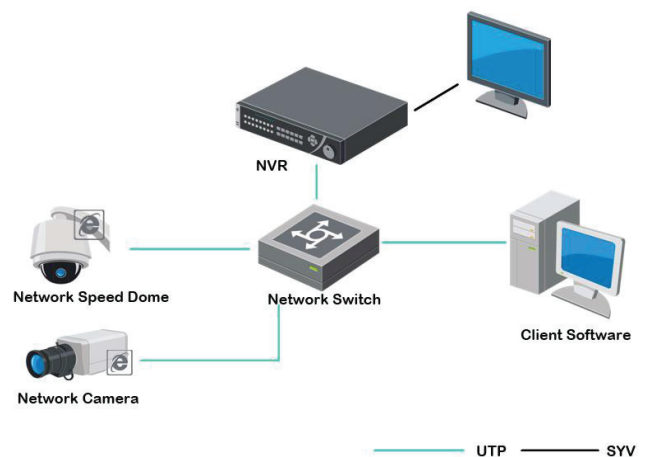 NVR
Network Speed Dome
Network Switch
Client Software
Network Camera
UTP
SYV